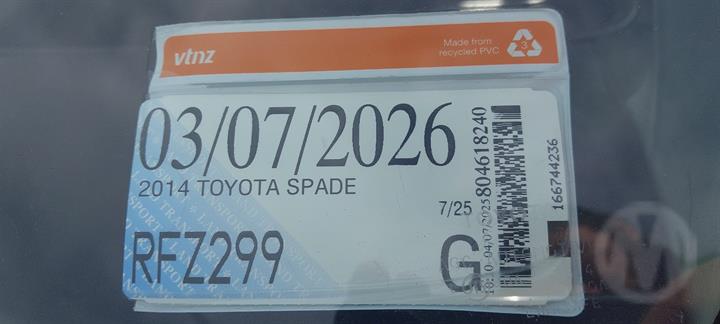 vtnz
Made from
recycled PVC
3
03/07/2026
2014 TOYOTA SPADE
7/25
RFZ299
G
804618240
166744236